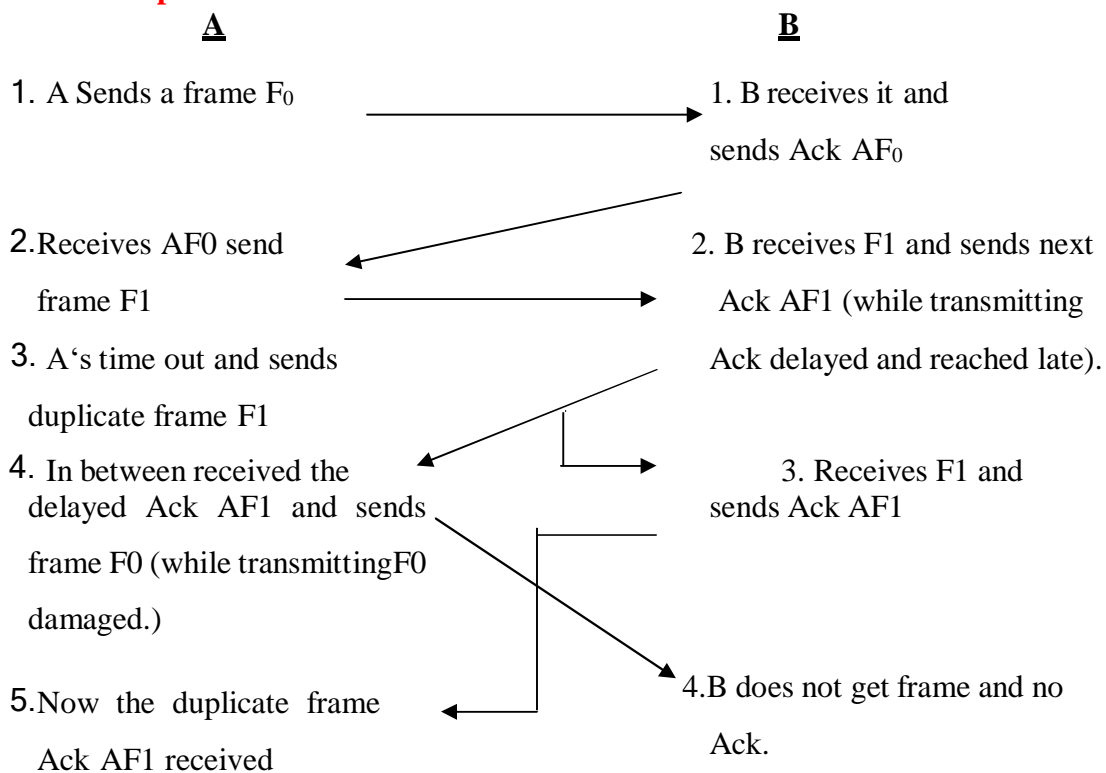 A
B
1. A Sends a frame F₀
1. B receives it and
sends Ack AF₀
2.Receives AF0 send
frame F1
2. B receives F1 and sends next
Ack AF1 (while transmitting
Ack delayed and reached late).
3. A‘s time out and sends
duplicate frame F1
4. In between received the
delayed Ack AF1 and sends
frame F0 (while transmittingF0
damaged.)
3. Receives F1 and
sends Ack AF1
5.Now the duplicate frame
Ack AF1 received
4.B does not get frame and no
Ack.